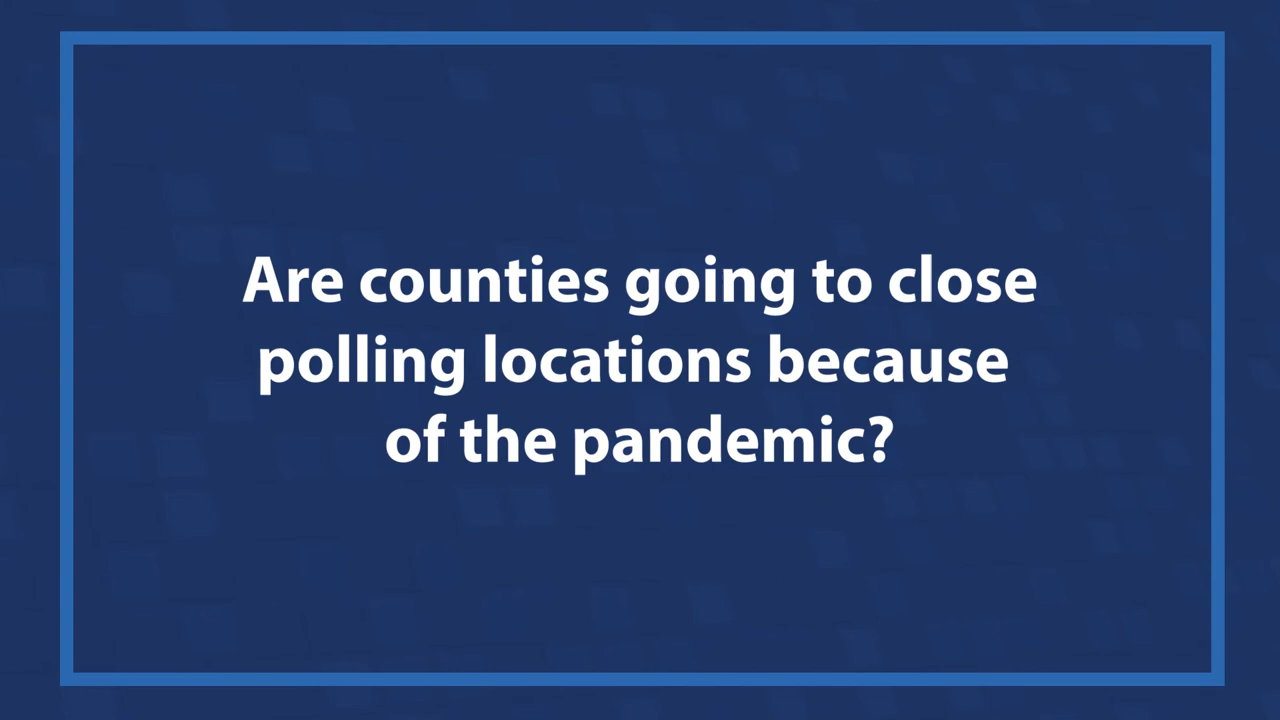 Are counties going to close
polling locations because
of the pandemic?